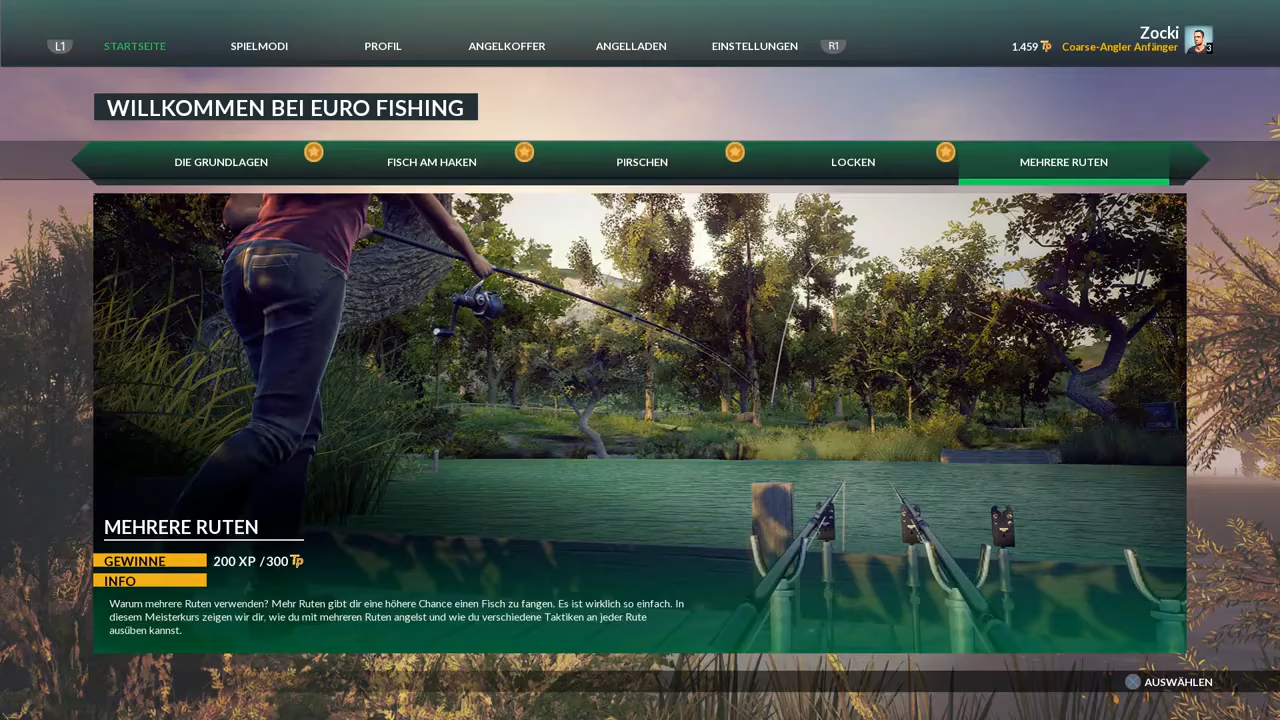 L1
STARTSEITE
SPIELMODI
PROFIL
ANGELKOFFER
ANGELLADEN
EINSTELLUNGEN
R1
Zocki
1.459 Tp
Coarse-Angler Anfänger
3
WILLKOMMEN BEI EURO FISHING
DIE GRUNDLAGEN
FISCH AM HAKEN
PIRSCHEN
LOCKEN
MEHRERE RUTEN
MEHRERE RUTEN
GEWINNE 200 XP / 300 Tp
INFO
Warum mehrere Ruten verwenden? Mehr Ruten gibt dir eine höhere Chance einen Fisch zu fangen. Es ist wirklich so einfach. In
diesem Meisterkurs zeigen wir dir, wie du mit mehreren Ruten angelst und wie du verschiedene Taktiken an jeder Rute
ausüben kannst.
AUSWÄHLEN